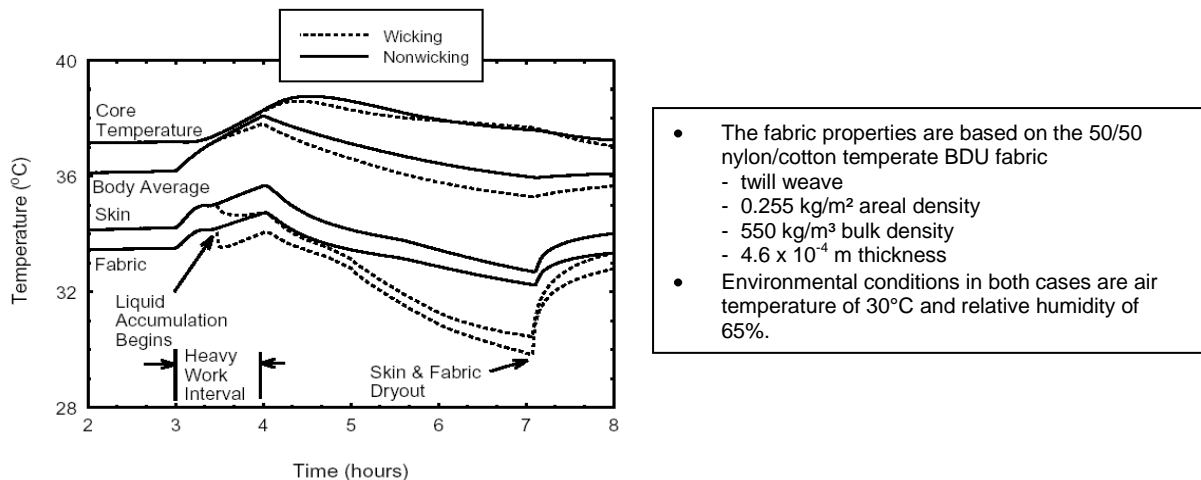 Wicking
Nonwicking
40
36
32
28
Temperature (⁰C)
Core
Temperature
Body Average
Skin
Fabric
Liquid
Accumulation
Begins
Heavy
Work
Interval
Skin & Fabric
Dryout
2
3
4
5
6
7
8
Time (hours)
• The fabric properties are based on the 50/50
nylon/cotton temperate BDU fabric
- twill weave
- 0.255 kg/m² areal density
- 550 kg/m³ bulk density
- 4.6 x 10⁻⁴ m thickness
• Environmental conditions in both cases are air
temperature of 30°C and relative humidity of
65%.